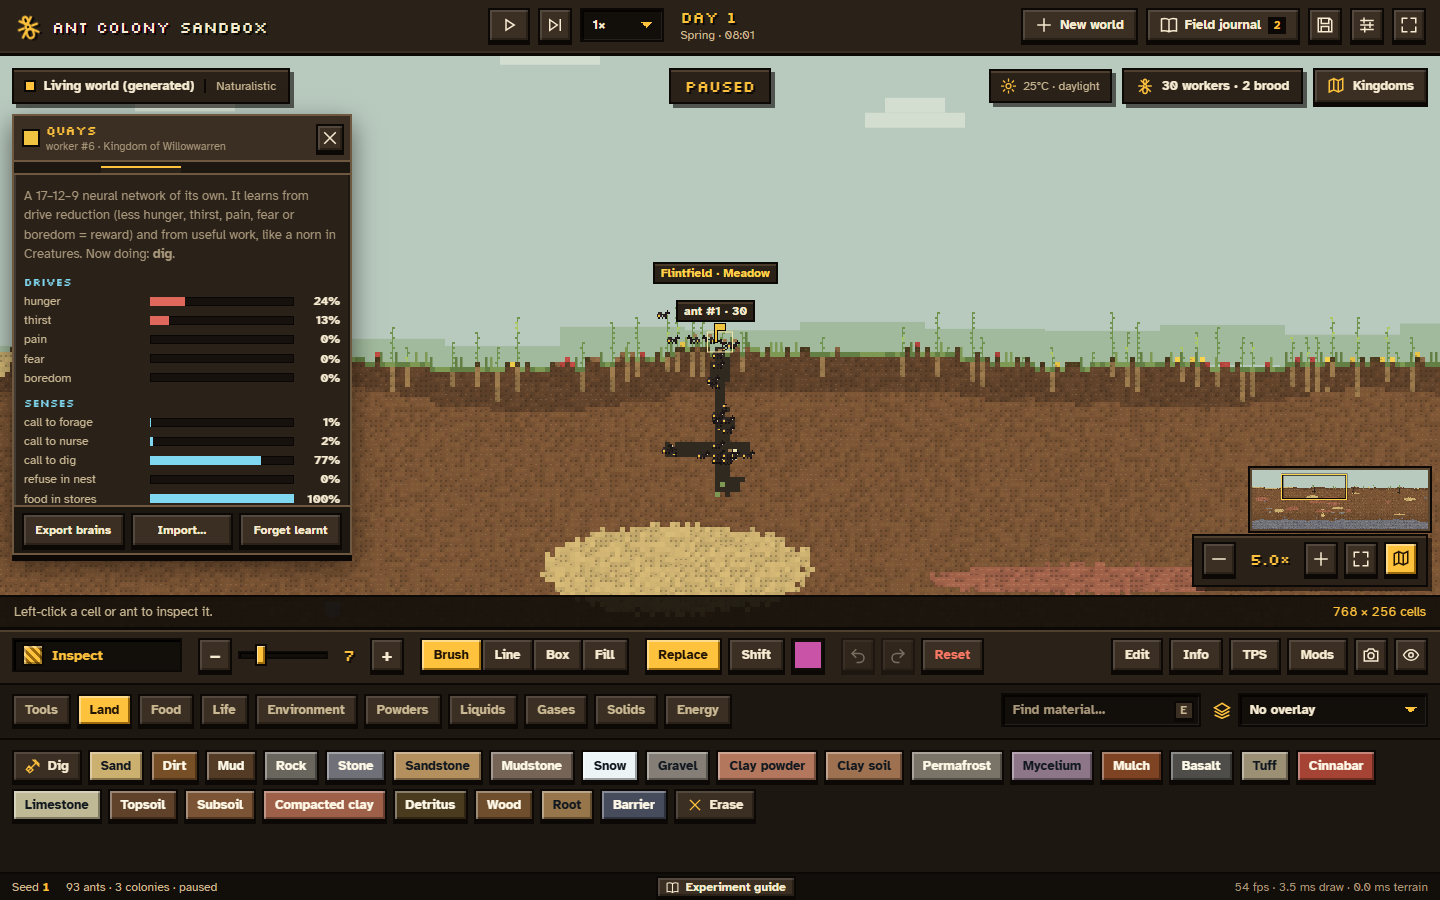 ANT COLONY SANDBOX
1×
DAY 1
Spring · 08:01
New world
Field journal 2
Living world (generated) Naturalistic
PAUSED
25°C · daylight
30 workers · 2 brood
Kingdoms
QUAYS
worker #6 · Kingdom of Willowwarren
A 17–12–9 neural network of its own. It learns from
drive reduction (less hunger, thirst, pain, fear or
boredom = reward) and from useful work, like a norn in
Creatures. Now doing: dig.
DRIVES
hunger 24%
thirst 13%
pain 0%
fear 0%
boredom 0%
SENSES
call to forage 1%
call to nurse 2%
call to dig 77%
refuse in nest 0%
food in stores 100%
Export brains Import... Forget learnt
Flintfield · Meadow
ant #1 · 30
− 5.0× +
Left-click a cell or ant to inspect it.
768 × 256 cells
Inspect − 7 + Brush Line Box Fill Replace Shift Reset Edit Info TPS Mods
Tools Land Food Life Environment Powders Liquids Gases Solids Energy Find material... E No overlay
Dig Sand Dirt Mud Rock Stone Sandstone Mudstone Snow Gravel Clay powder Clay soil Permafrost Mycelium Mulch Basalt Tuff Cinnabar
Limestone Topsoil Subsoil Compacted clay Detritus Wood Root Barrier Erase
Seed 1 93 ants · 3 colonies · paused
Experiment guide
54 fps · 3.5 ms draw · 0.0 ms terrain